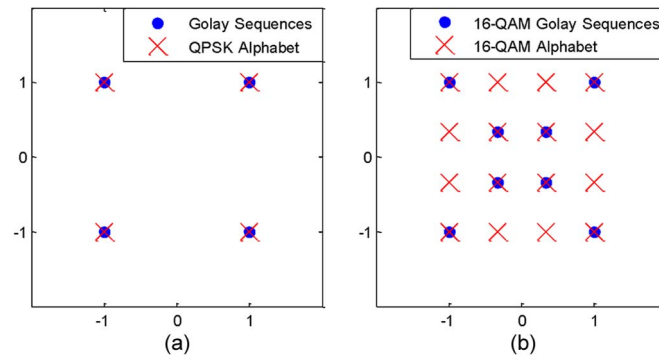 Golay Sequences
QPSK Alphabet
1
0
-1
-1 0 1
(a)
16-QAM Golay Sequences
16-QAM Alphabet
1
0
-1
-1 0 1
(b)